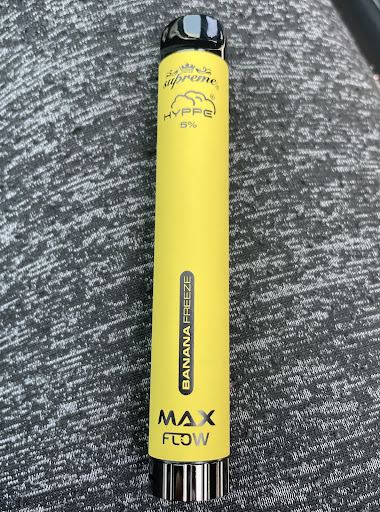 supreme®
HYPPE®
5%
BANANA FREEZE
MAX
FLOW